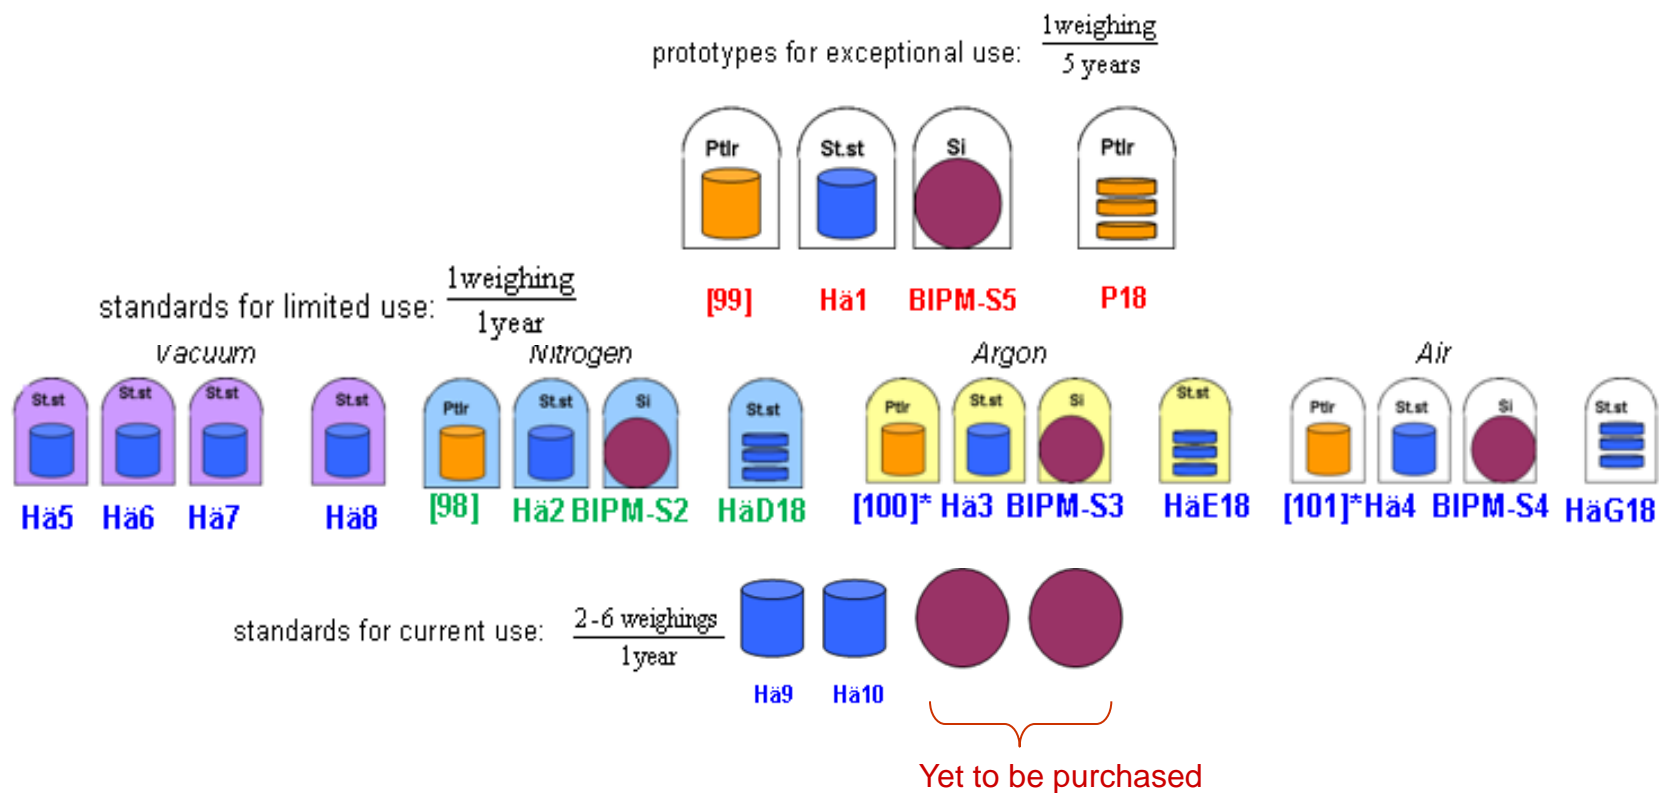 prototypes for exceptional use: 1weighing
5 years
PtIr St.st Si PtIr
[99] Hä1 BIPM-S5 P18
standards for limited use: 1weighing
1year
Vacuum Nitrogen Argon Air
St.st St.st St.st St.st PtIr St.st Si St.st PtIr St.st Si St.st PtIr St.st Si St.st
Hä5 Hä6 Hä7 Hä8 [98] Hä2 BIPM-S2 HäD18 [100]* Hä3 BIPM-S3 HäE18 [101]* Hä4 BIPM-S4 HäG18
standards for current use: 2-6 weighings
1year
Hä9 Hä10
Yet to be purchased